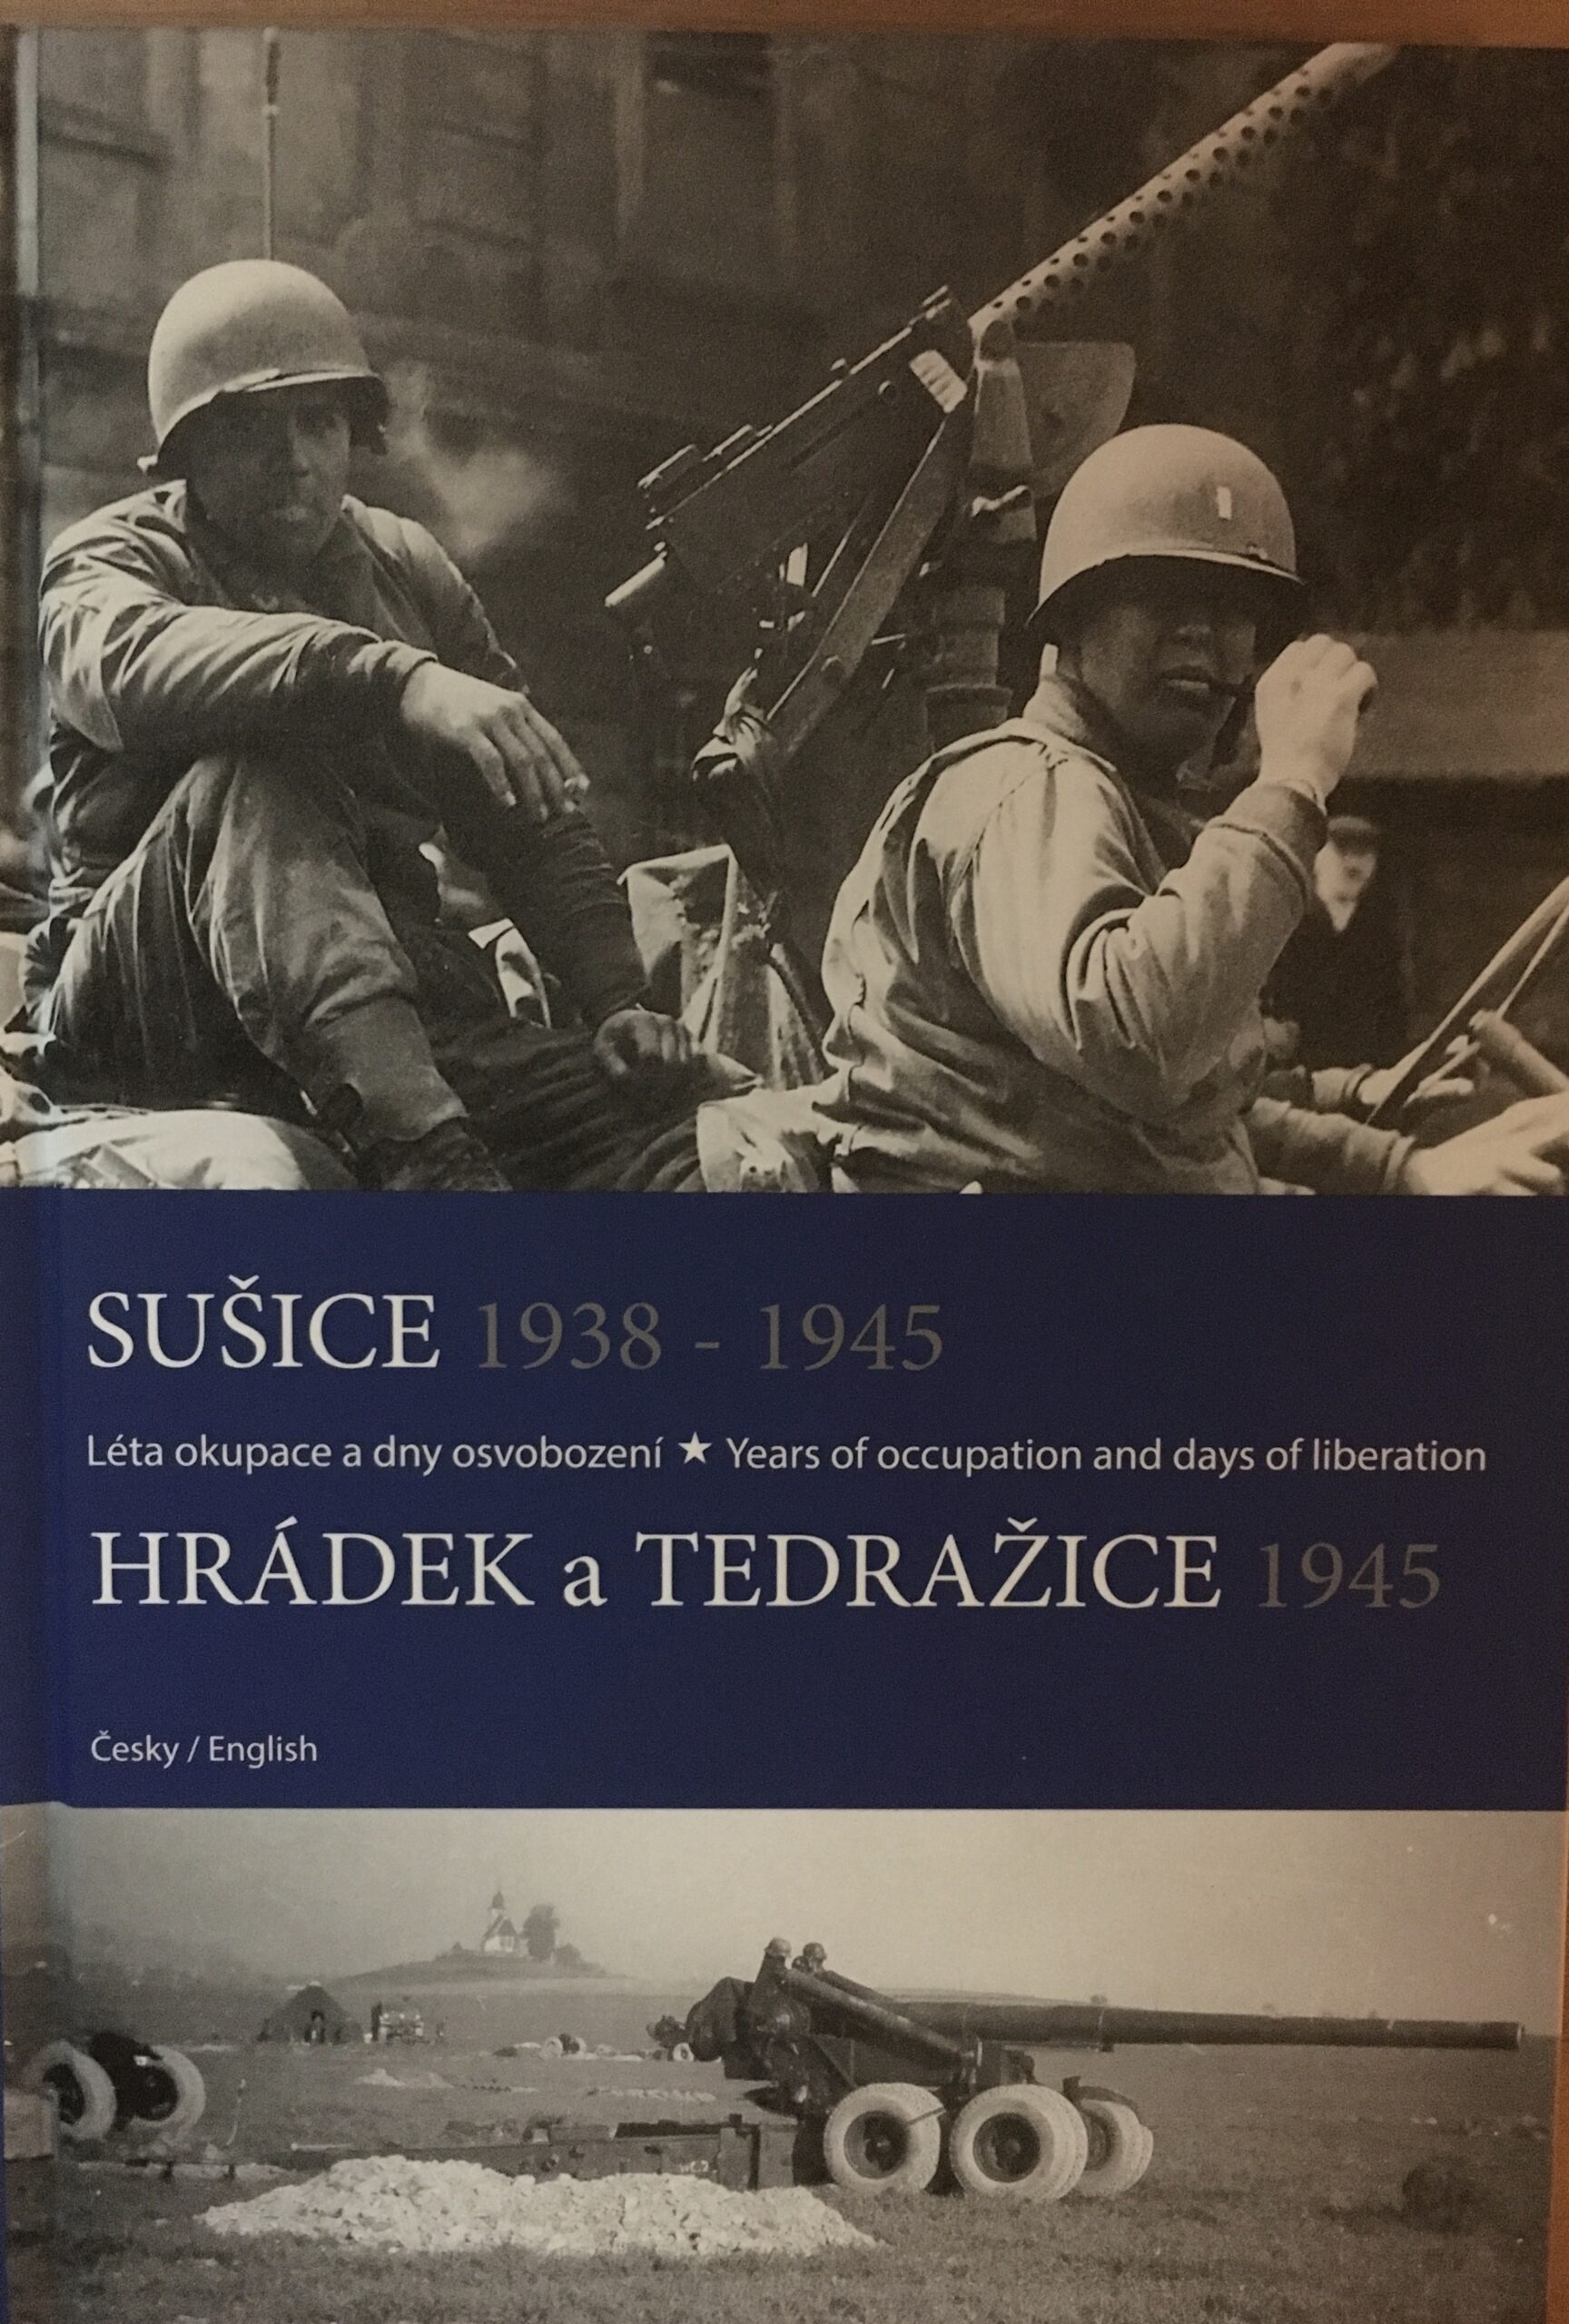 SUŠICE 1938 - 1945
Léta okupace a dny osvobození ★ Years of occupation and days of liberation
HRÁDEK a TEDRAŽICE 1945
Česky / English